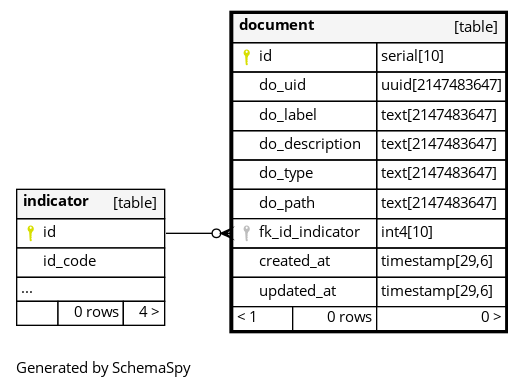 document [table]
id serial[10]
do_uid uuid[2147483647]
do_label text[2147483647]
do_description text[2147483647]
do_type text[2147483647]
do_path text[2147483647]
fk_id_indicator int4[10]
created_at timestamp[29,6]
updated_at timestamp[29,6]
< 1 0 rows 0 >
indicator [table]
id
id_code
...
0 rows 4 >
Generated by SchemaSpy